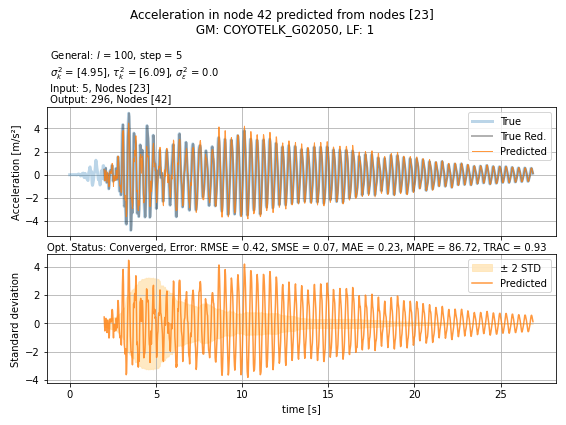 Acceleration in node 42 predicted from nodes [23]
GM: COYOTELK_G02050, LF: 1
General: l = 100, step = 5
σ²ₖ = [4.95], τ²ₖ = [6.09], σ²ε = 0.0
Input: 5, Nodes [23]
Output: 296, Nodes [42]
True
True Red.
Predicted
Acceleration [m/s²]
4
2
0
−2
−4
Opt. Status: Converged, Error: RMSE = 0.42, SMSE = 0.07, MAE = 0.23, MAPE = 86.72, TRAC = 0.93
± 2 STD
Predicted
Standard deviation
4
2
0
−2
−4
0 5 10 15 20 25
time [s]